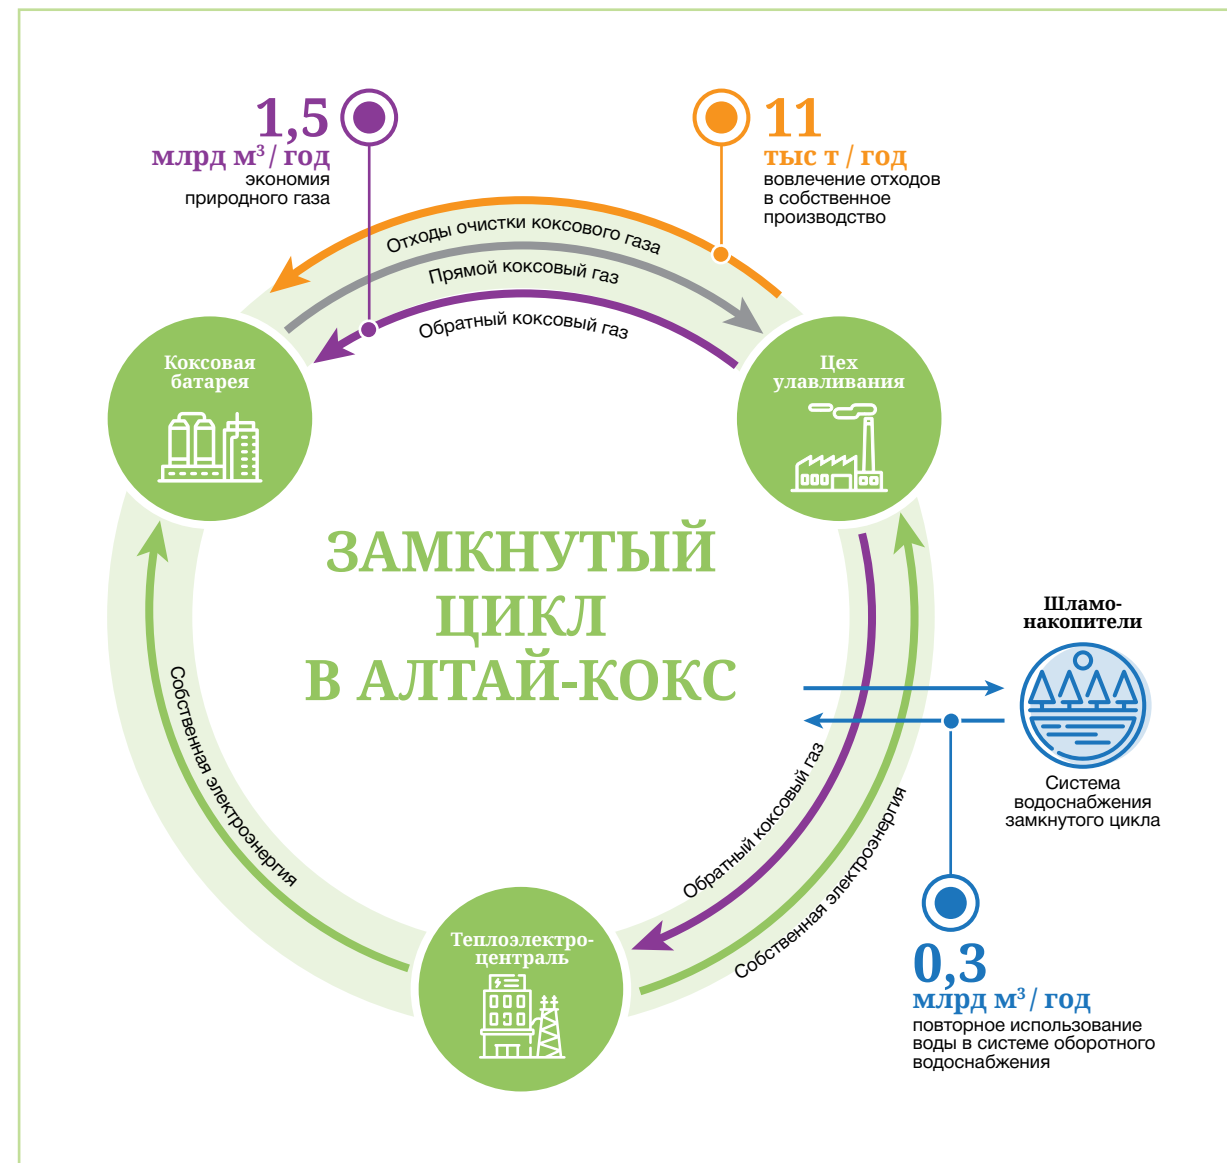 1,5
млрд м³ / год
экономия
природного газа
11
тыс т / год
вовлечение отходов
в собственное
производство
Отходы очистки коксового газа
Прямой коксовый газ
Обратный коксовый газ
Коксовая
батарея
Цех
улавливания
ЗАМКНУТЫЙ
ЦИКЛ
В АЛТАЙ-КОКС
Шламо-
накопители
Система
водоснабжения
замкнутого цикла
Собственная электроэнергия
Обратный коксовый газ
Собственная электроэнергия
Теплоэлектро-
централь
0,3
млрд м³ / год
повторное использование
воды в системе оборотного
водоснабжения